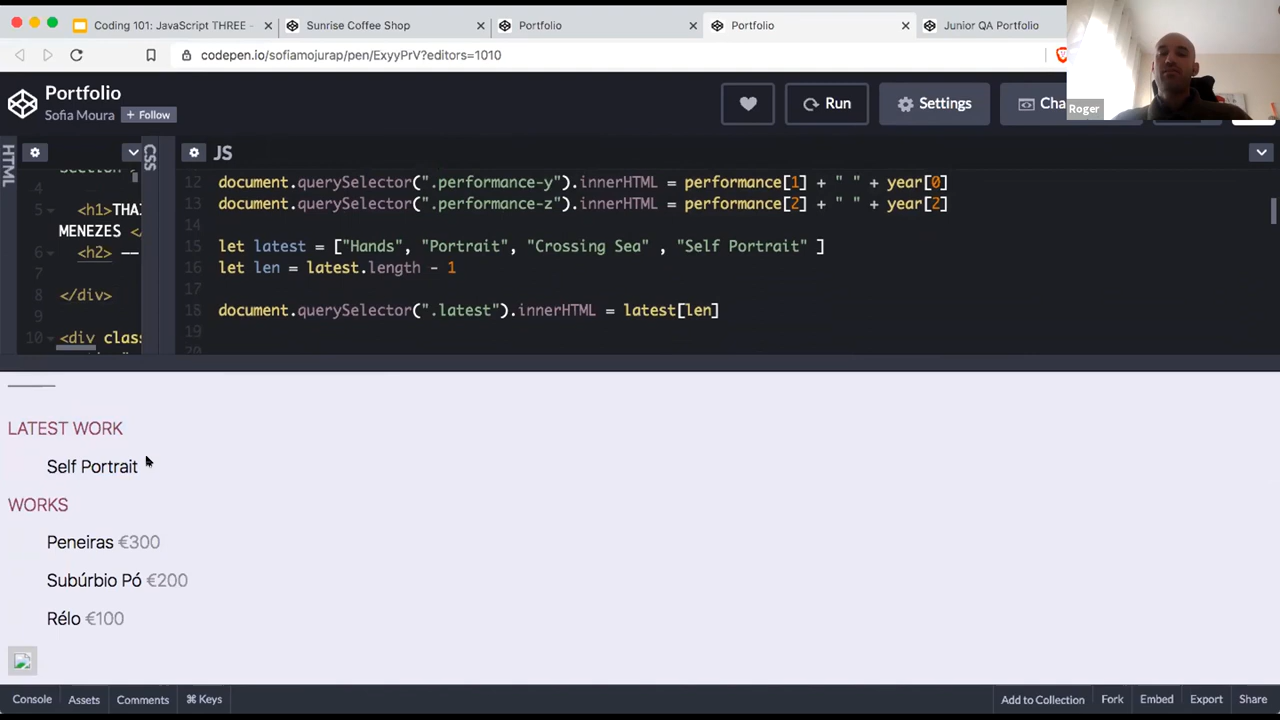 Coding 101: JavaScript THREE -
Sunrise Coffee Shop
Portfolio
Portfolio
Junior QA Portfolio
codepen.io/sofiamojurap/pen/ExyyPrV?editors=1010
Portfolio
Sofia Moura
+ Follow
Run
Settings
Cha
Roger
HTML
CSS
JS
4
5 <h1>THAI
MENEZES </
6 <h2> —
7
8 </div>
9
10 <div class
12 document.querySelector(".performance-y").innerHTML = performance[1] + " " + year[0]
13 document.querySelector(".performance-z").innerHTML = performance[2] + " " + year[2]
14
15 let latest = ["Hands", "Portrait", "Crossing Sea" , "Self Portrait" ]
16 let len = latest.length - 1
17
18 document.querySelector(".latest").innerHTML = latest[len]
19
20
LATEST WORK
Self Portrait
WORKS
Peneiras €300
Subúrbio Pó €200
Rélo €100
Console Assets Comments ⌘ Keys Add to Collection Fork Embed Export Share